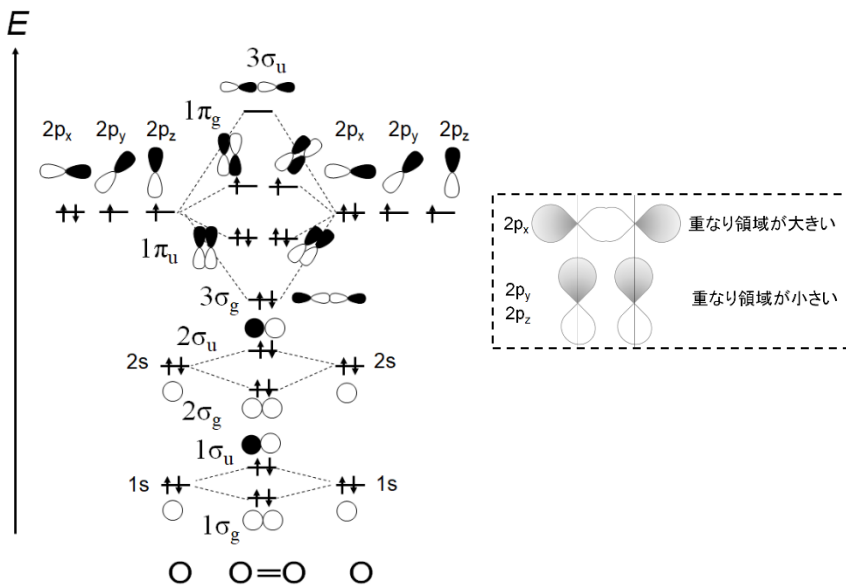 E
3σu
1πg
2px 2py 2pz
2px 2py 2pz
1πu
3σg
2σu
2s
2s
2σg
1σu
1s
1s
1σg
O O=O O
2px
重なり領域が大きい
2py
2pz
重なり領域が小さい